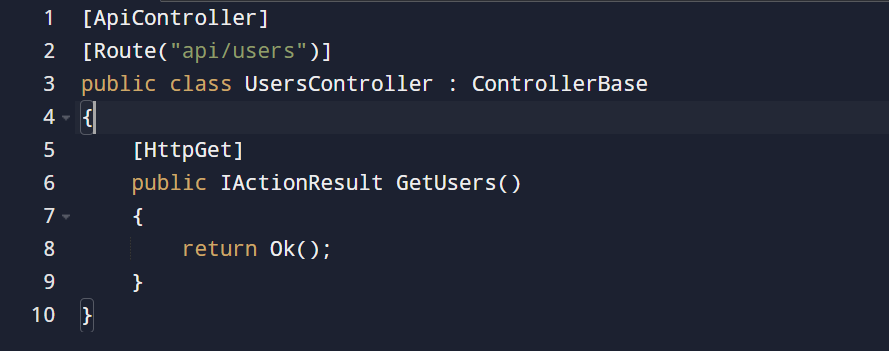 1 [ApiController]
2 [Route("api/users")]
3 public class UsersController : ControllerBase
4 {
5     [HttpGet]
6     public IActionResult GetUsers()
7     {
8         return Ok();
9     }
10 }